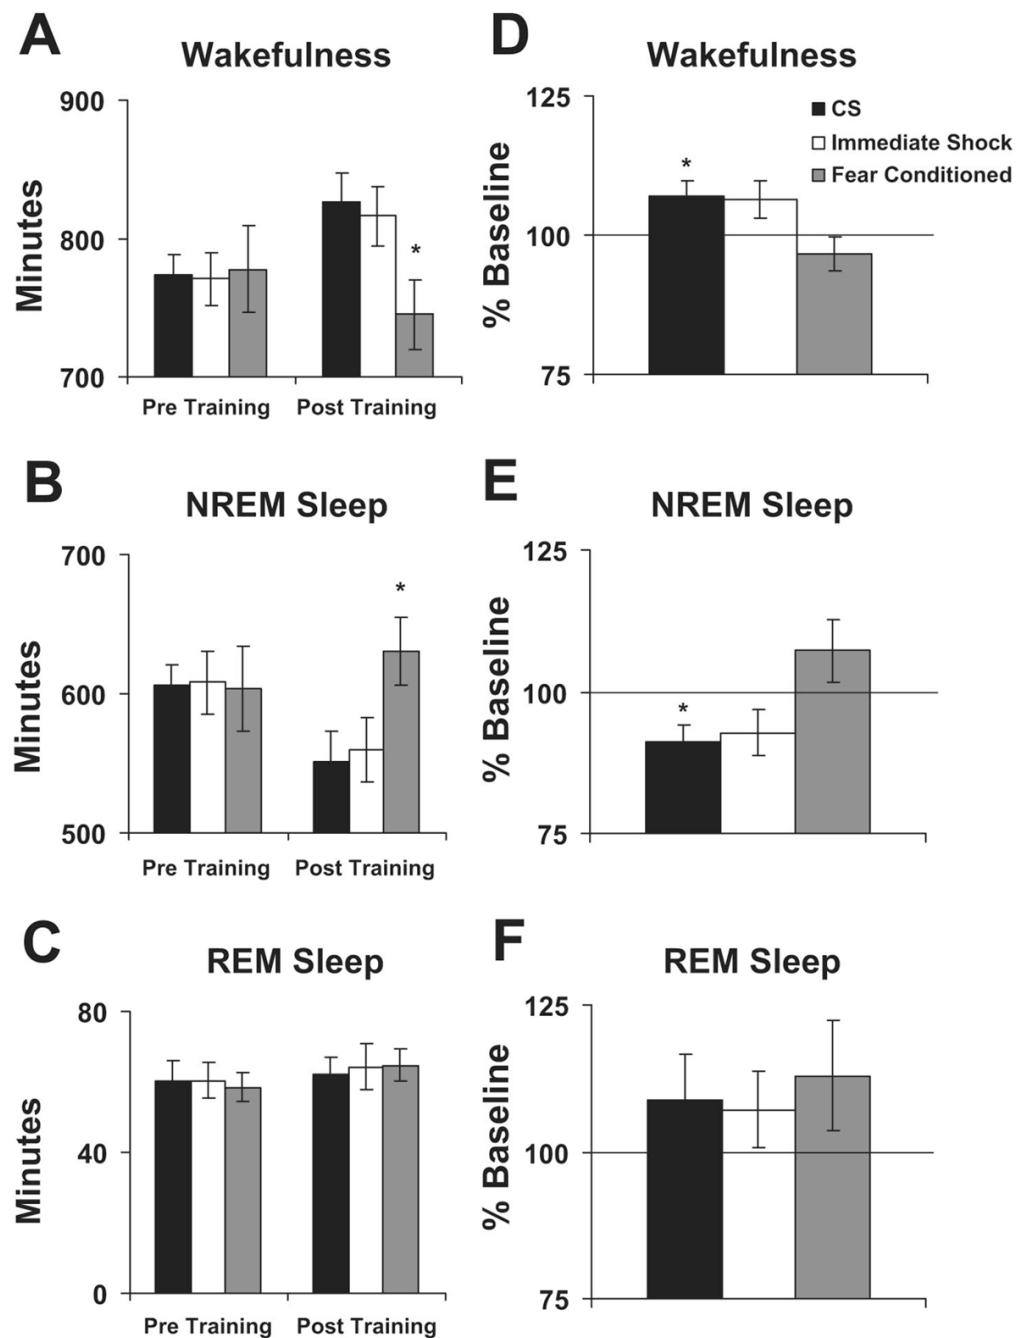 A
Wakefulness
Minutes
900
800
700
*
Pre Training
Post Training
D
Wakefulness
% Baseline
125
100
75
*
CS
Immediate Shock
Fear Conditioned
B
NREM Sleep
Minutes
700
600
500
*
Pre Training
Post Training
E
NREM Sleep
% Baseline
125
100
75
*
C
REM Sleep
Minutes
80
40
0
Pre Training
Post Training
F
REM Sleep
% Baseline
125
100
75